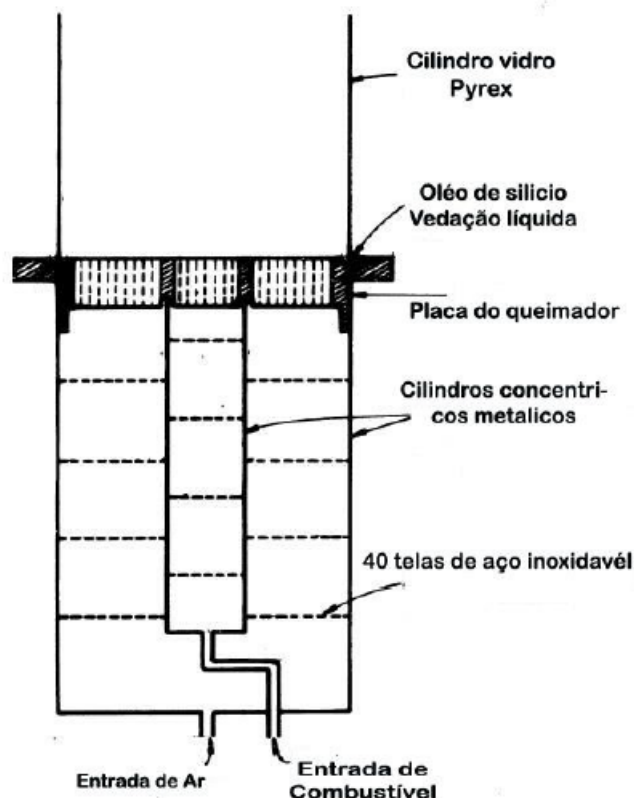 Cilindro vidro
Pyrex
Oléo de silicio
Vedação líquida
Placa do queimador
Cilindros concentri-
cos metalicos
40 telas de aço inoxidavél
Entrada de Ar
Entrada de
Combustível